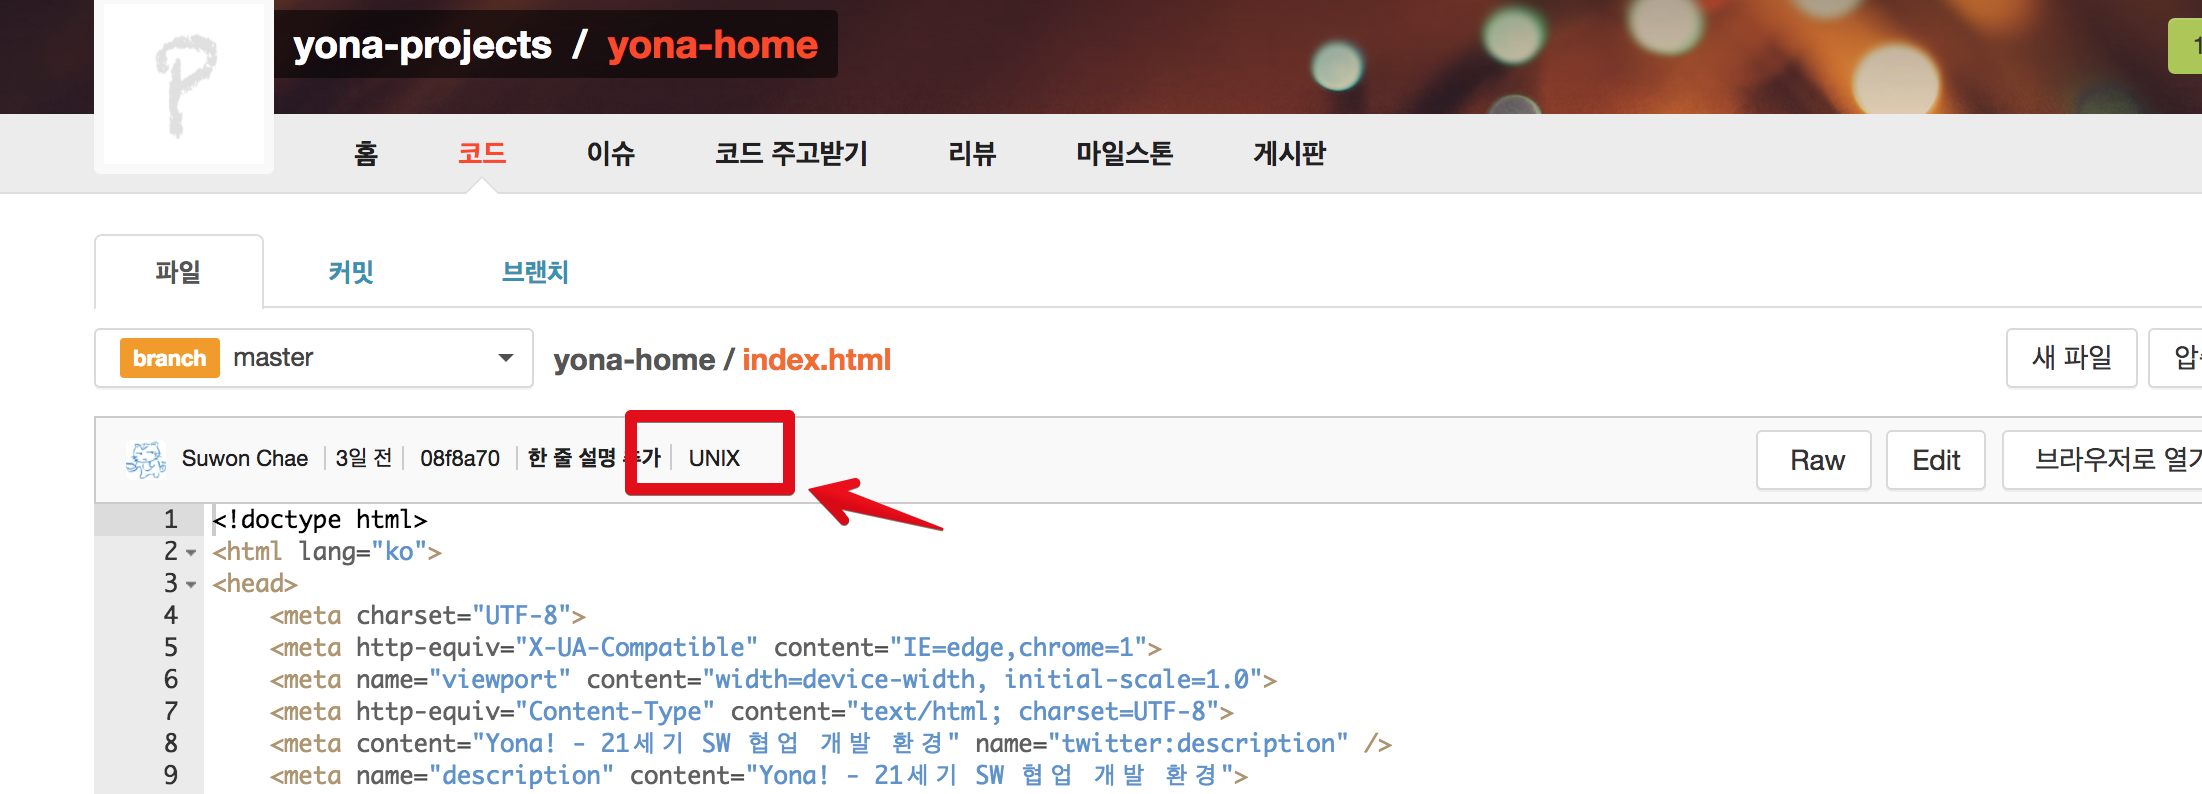 yona-projects / yona-home
홈 코드 이슈 코드 주고받기 리뷰 마일스톤 게시판
파일 커밋 브랜치
branch master yona-home / index.html 새 파일
Suwon Chae 3일 전 08f8a70 한 줄 설명 추가 UNIX Raw Edit 브라우저로 열기
1 <!doctype html>
2 <html lang="ko">
3 <head>
4 <meta charset="UTF-8">
5 <meta http-equiv="X-UA-Compatible" content="IE=edge,chrome=1">
6 <meta name="viewport" content="width=device-width, initial-scale=1.0">
7 <meta http-equiv="Content-Type" content="text/html; charset=UTF-8">
8 <meta content="Yona! - 21세기 SW 협업 개발 환경" name="twitter:description" />
9 <meta name="description" content="Yona! - 21세기 SW 협업 개발 환경">